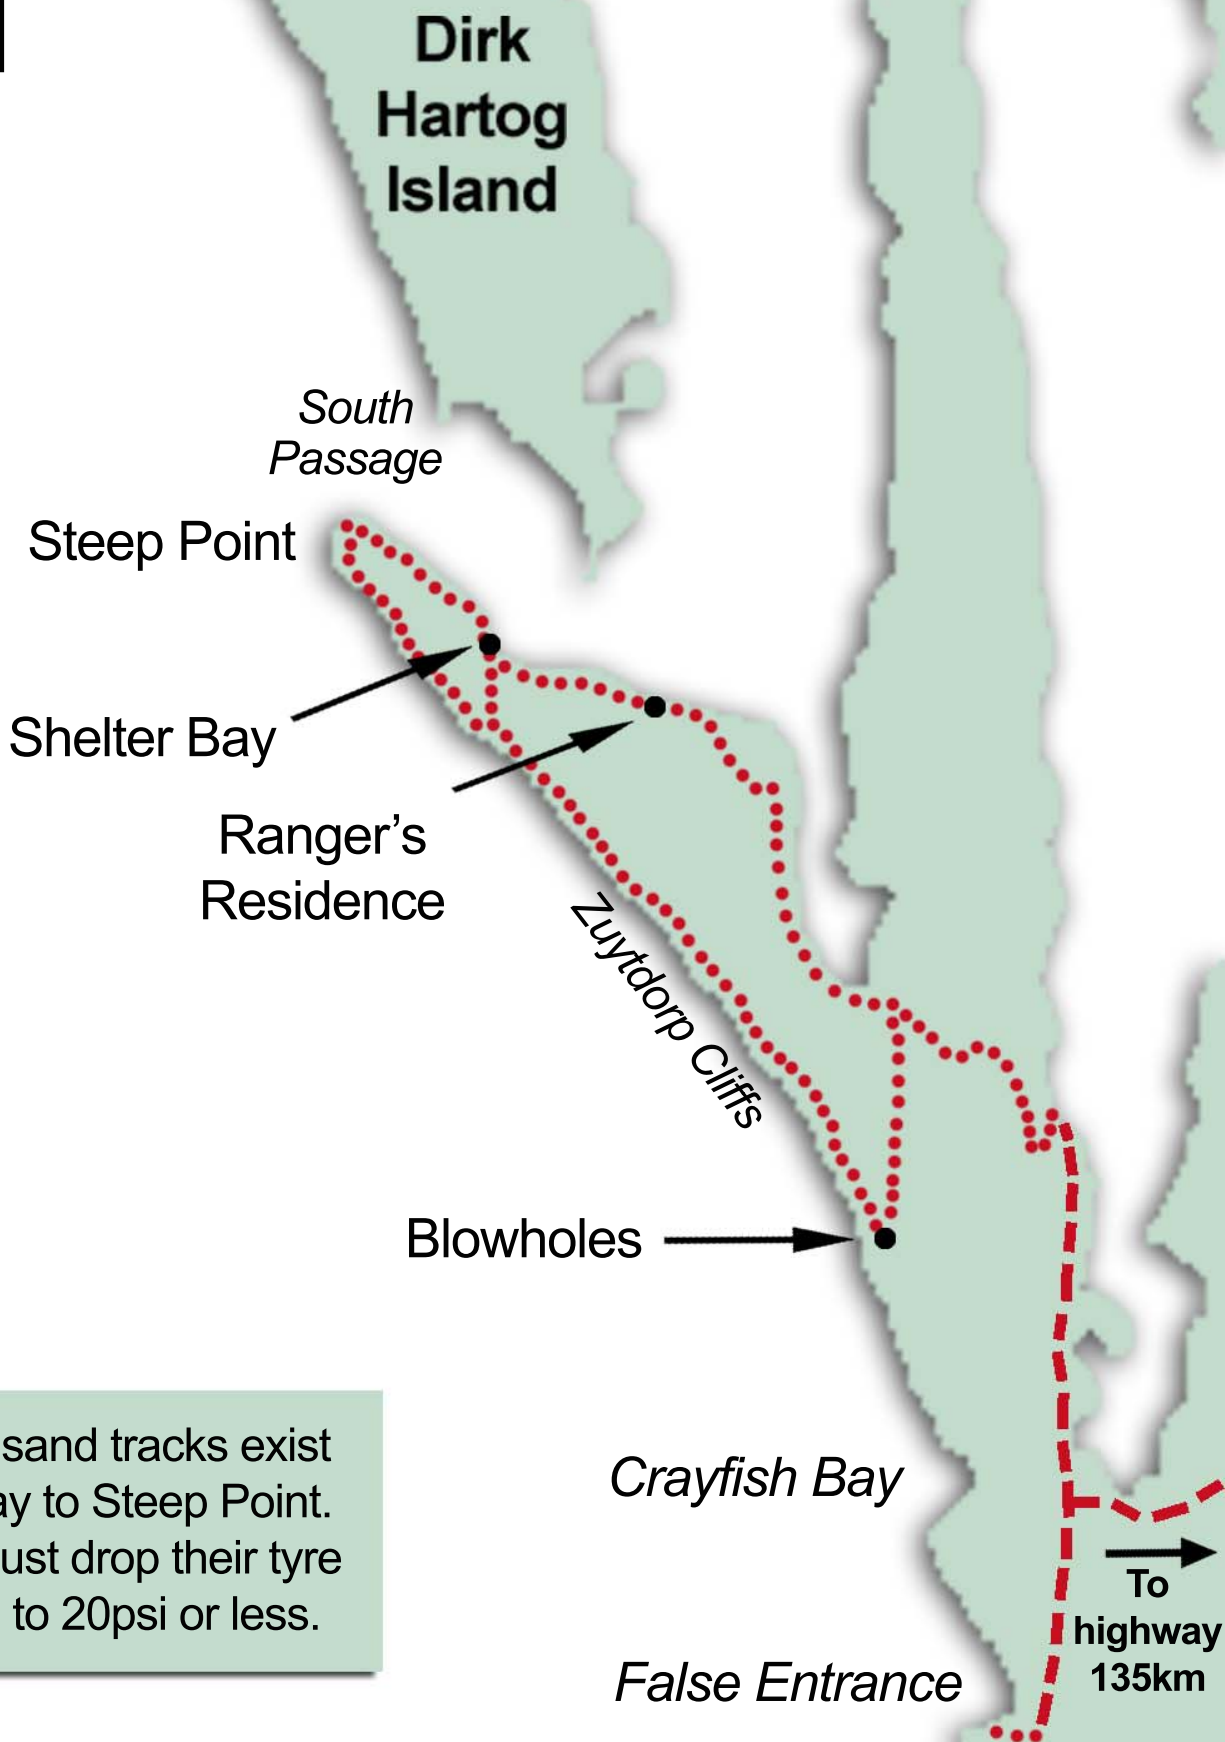 Dirk
Hartog
Island
South
Passage
Steep Point
Shelter Bay
Ranger’s
Residence
Zuytdorp Cliffs
Blowholes
sand tracks exist
ay to Steep Point.
ust drop their tyre
to 20psi or less.
Crayfish Bay
To
highway
135km
False Entrance